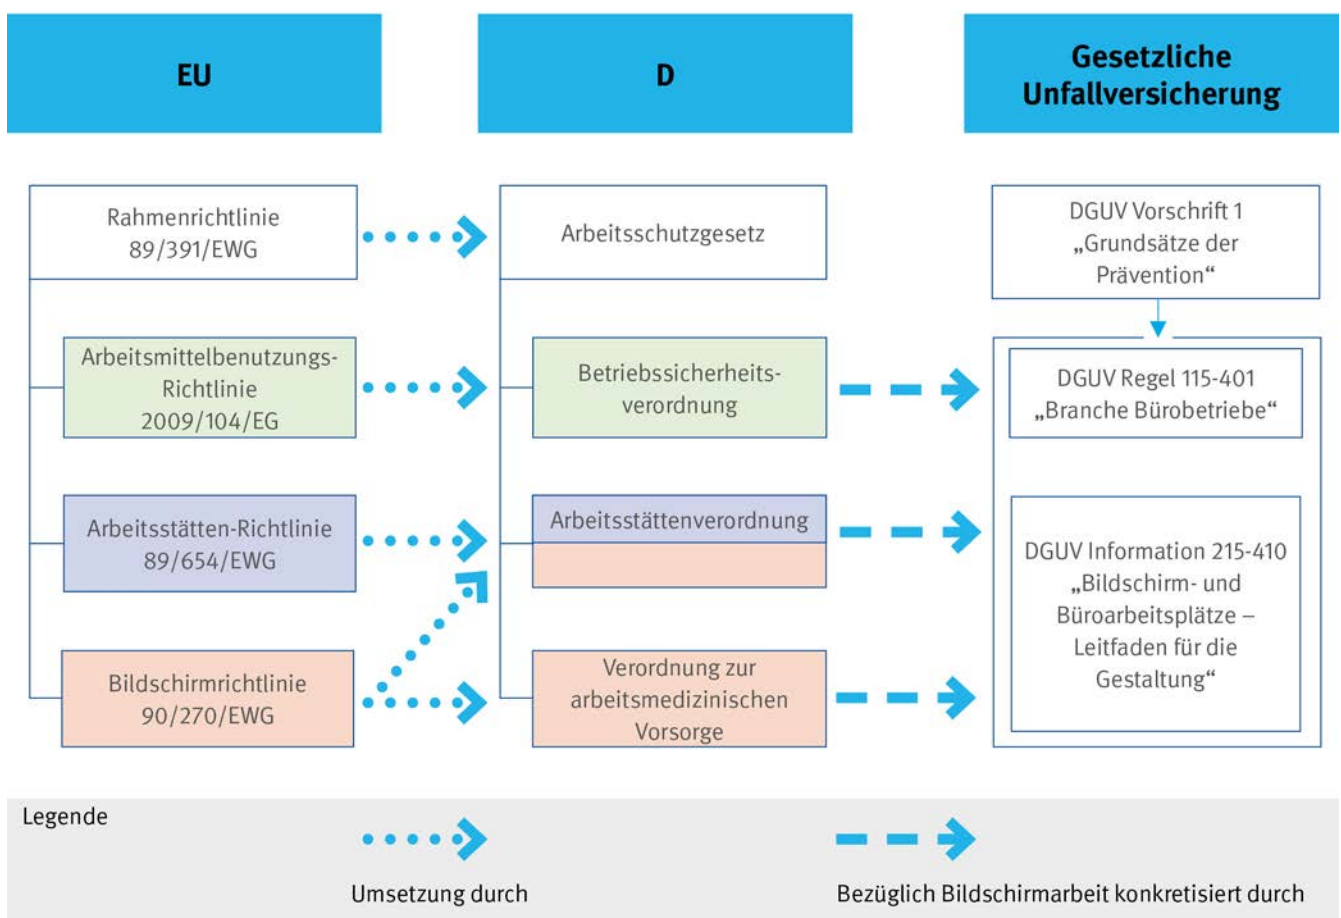 EU
D
Gesetzliche
Unfallversicherung
Rahmenrichtlinie
89/391/EWG
Arbeitsschutzgesetz
DGUV Vorschrift 1
„Grundsätze der
Prävention“
Arbeitsmittelbenutzungs-
Richtlinie
2009/104/EG
Betriebssicherheits-
verordnung
DGUV Regel 115-401
„Branche Bürobetriebe“
Arbeitsstätten-Richtlinie
89/654/EWG
Arbeitsstättenverordnung
DGUV Information 215-410
„Bildschirm- und
Büroarbeitsplätze –
Leitfaden für die
Gestaltung“
Bildschirmrichtlinie
90/270/EWG
Verordnung zur
arbeitsmedizinischen
Vorsorge
Legende
Umsetzung durch
Bezüglich Bildschirmarbeit konkretisiert durch